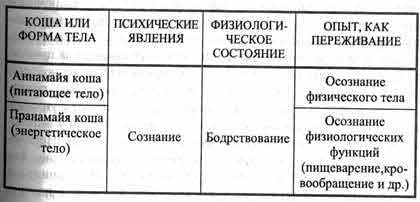 КОША ИЛИ
ФОРМА ТЕЛА
ПСИХИЧЕСКИЕ
ЯВЛЕНИЯ
ФИЗИОЛОГИ-
ЧЕСКОЕ
СОСТОЯНИЕ
ОПЫТ, КАК
ПЕРЕЖИВАНИЕ
Аннамайя коша
(питающее тело)
Осознание
физического тела
Пранамайя коша
(энергетическое
тело)
Сознание
Бодрствование
Осознание
физиологических
функций
(пищеварение,кро-
вообращение и др.)